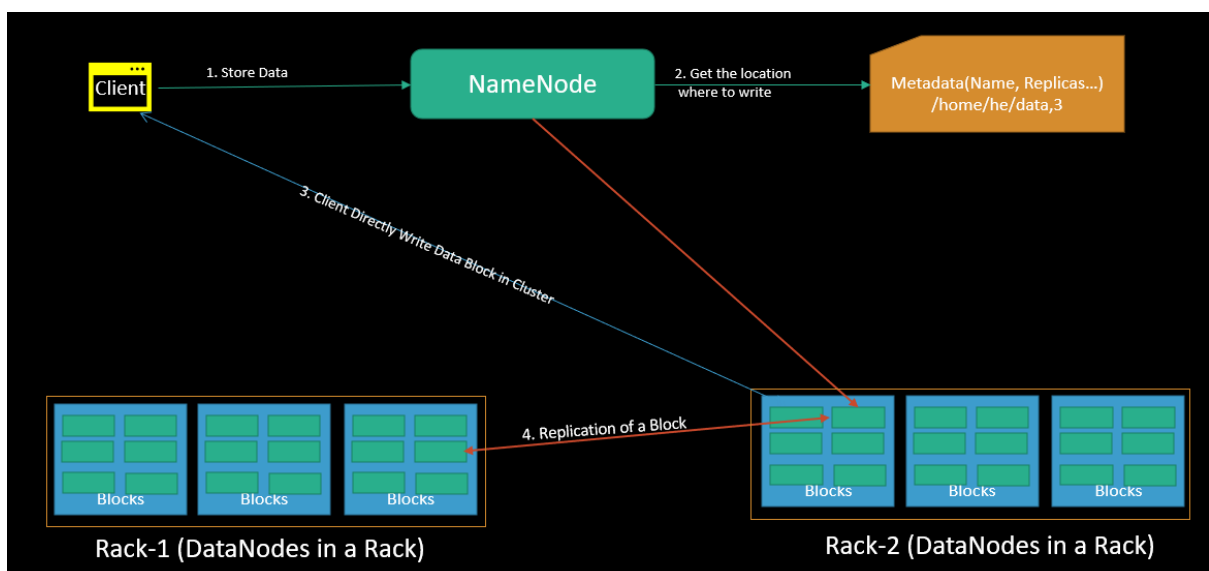 Client
1. Store Data
NameNode
2. Get the location
where to write
Metadata(Name, Replicas...)
/home/he/data,3
3. Client Directly Write Data Block in Cluster
4. Replication of a Block
Blocks
Blocks
Blocks
Blocks
Blocks
Blocks
Rack-1 (DataNodes in a Rack)
Rack-2 (DataNodes in a Rack)